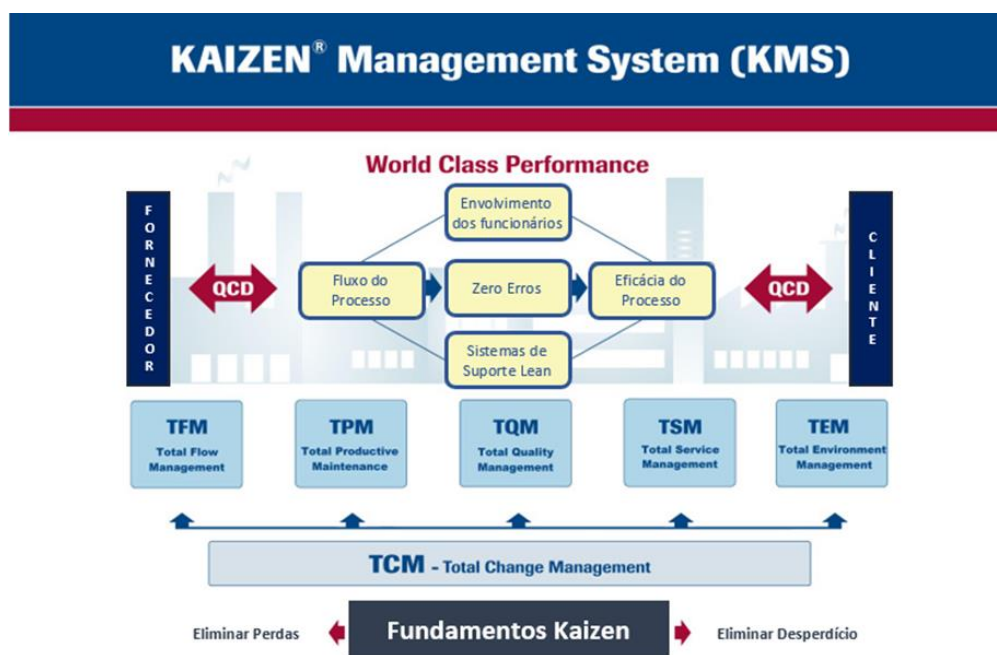 KAIZEN® Management System (KMS)
World Class Performance
FORNECEDOR
QCD
Envolvimento
dos funcionários
Fluxo do
Processo
Zero Erros
Eficácia do
Processo
Sistemas de
Suporte Lean
QCD
CLIENTE
TFM
Total Flow
Management
TPM
Total Productive
Maintenance
TQM
Total Quality
Management
TSM
Total Service
Management
TEM
Total Environment
Management
TCM - Total Change Management
Eliminar Perdas
Fundamentos Kaizen
Eliminar Desperdício